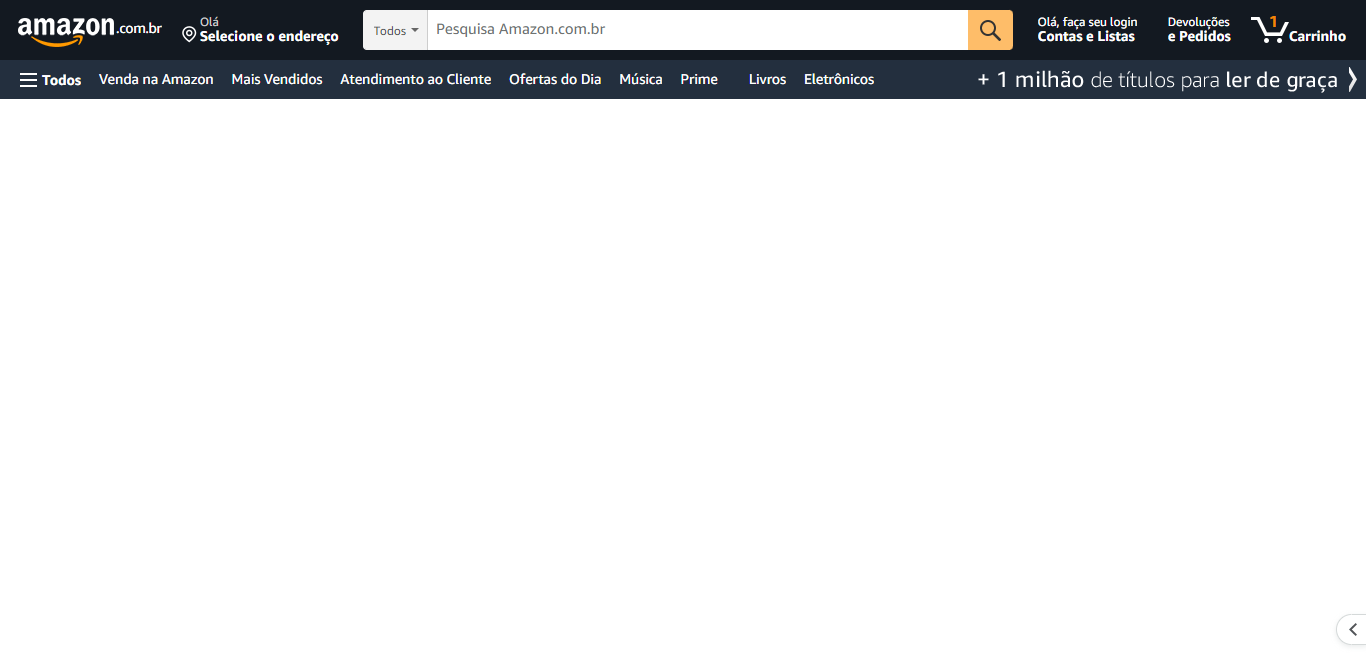 amazon.com.br
Olá
Selecione o endereço
Todos
Pesquisa Amazon.com.br
Olá, faça seu login
Contas e Listas
Devoluções
e Pedidos
1
Carrinho
Todos
Venda na Amazon
Mais Vendidos
Atendimento ao Cliente
Ofertas do Dia
Música
Prime
Livros
Eletrônicos
+ 1 milhão de títulos para ler de graça